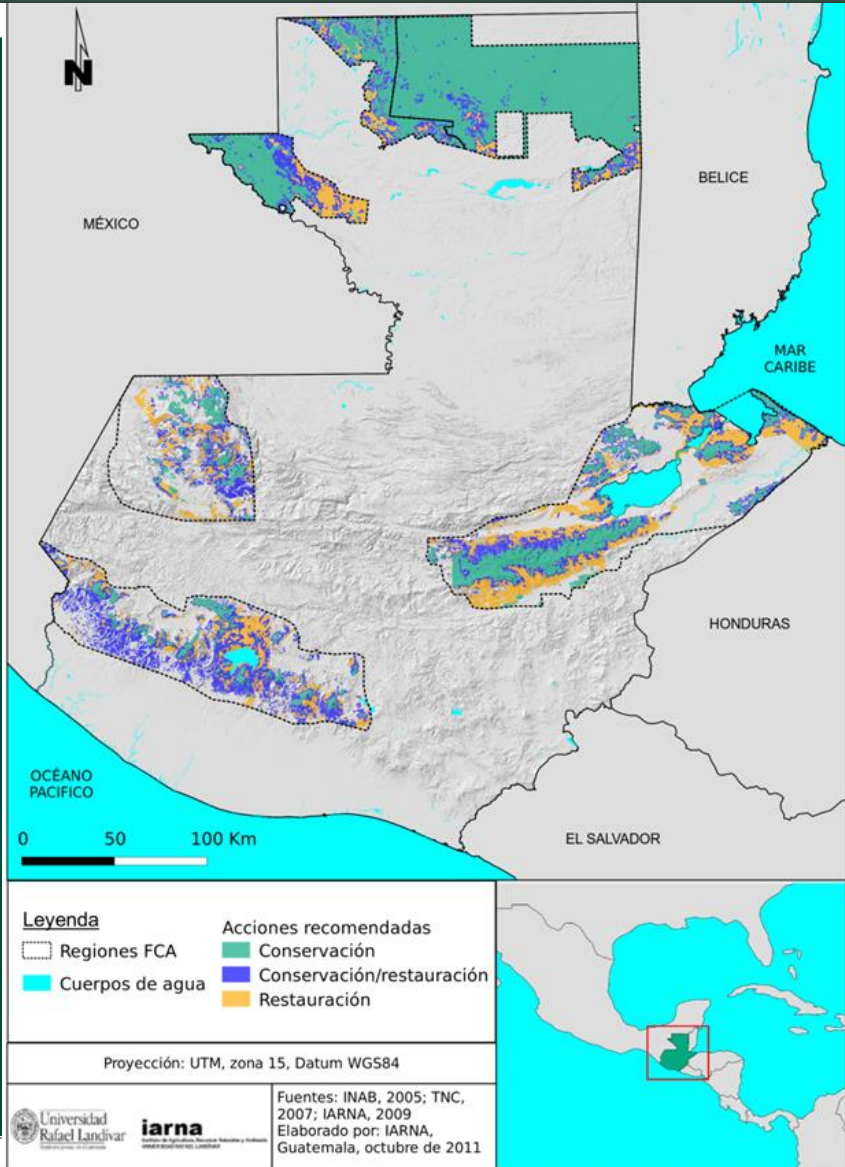 N
BELICE
MÉXICO
MAR
CARIBE
HONDURAS
OCÉANO
PACIFICO
0 50 100 Km
EL SALVADOR
Leyenda
Regiones FCA
Cuerpos de agua
Acciones recomendadas
Conservación
Conservación/restauración
Restauración
Proyección: UTM, zona 15, Datum WGS84
Universidad
Rafael Landívar
iarna
Fuentes: INAB, 2005; TNC,
2007; IARNA, 2009
Elaborado por: IARNA,
Guatemala, octubre de 2011